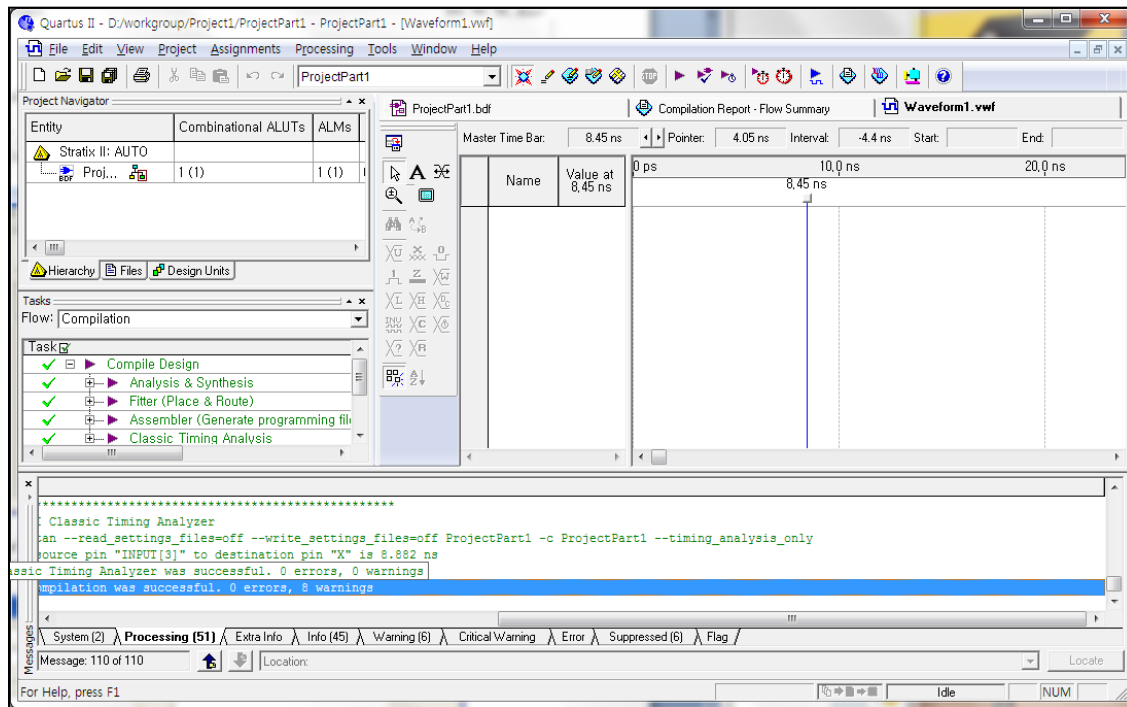 Quartus II - D:/workgroup/Project1/ProjectPart1 - ProjectPart1 - [Waveform1.vwf]
File Edit View Project Assignments Processing Tools Window Help
ProjectPart1
STOP
Project Navigator
Entity Combinational ALUTs ALMs
Stratix II: AUTO
Proj... 1 (1) 1 (1)
Hierarchy Files Design Units
Tasks
Flow: Compilation
Task
Compile Design
Analysis & Synthesis
Fitter (Place & Route)
Assembler (Generate programming file
Classic Timing Analysis
ProjectPart1.bdf Compilation Report - Flow Summary Waveform1.vwf
Master Time Bar: 8.45 ns Pointer: 4.05 ns Interval: -4.4 ns Start: End:
Name Value at 8.45 ns
0 ps 10.0 ns 20.0 ns
8.45 ns
**************************************************
Classic Timing Analyzer
tan --read_settings_files=off --write_settings_files=off ProjectPart1 -c ProjectPart1 --timing_analysis_only
source pin "INPUT[3]" to destination pin "X" is 8.882 ns
assic Timing Analyzer was successful. 0 errors, 0 warnings
ompilation was successful. 0 errors, 8 warnings
System (2) Processing (51) Extra Info Info (45) Warning (6) Critical Warning Error Suppressed (6) Flag
Messages
Message: 110 of 110 Location: Locate
For Help, press F1 Idle NUM